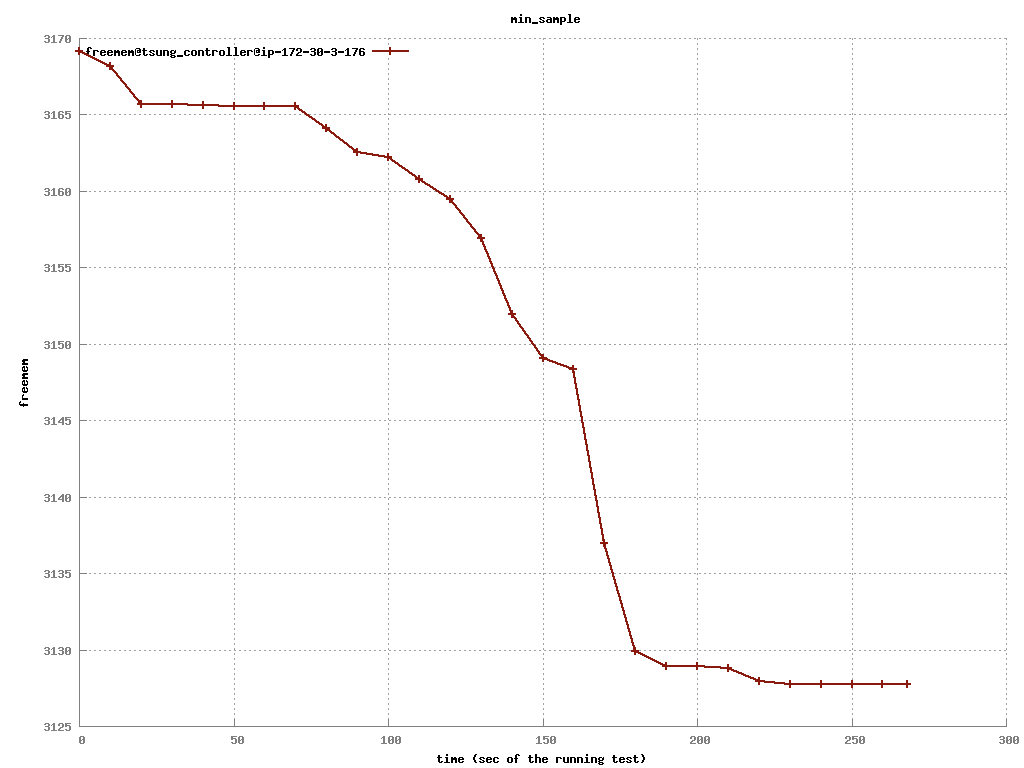 min_sample
3170
freemem@tsung_controller@ip-172-30-3-176
3165
3160
3155
3150
freemem
3145
3140
3135
3130
3125
0 50 100 150 200 250 300
time (sec of the running test)